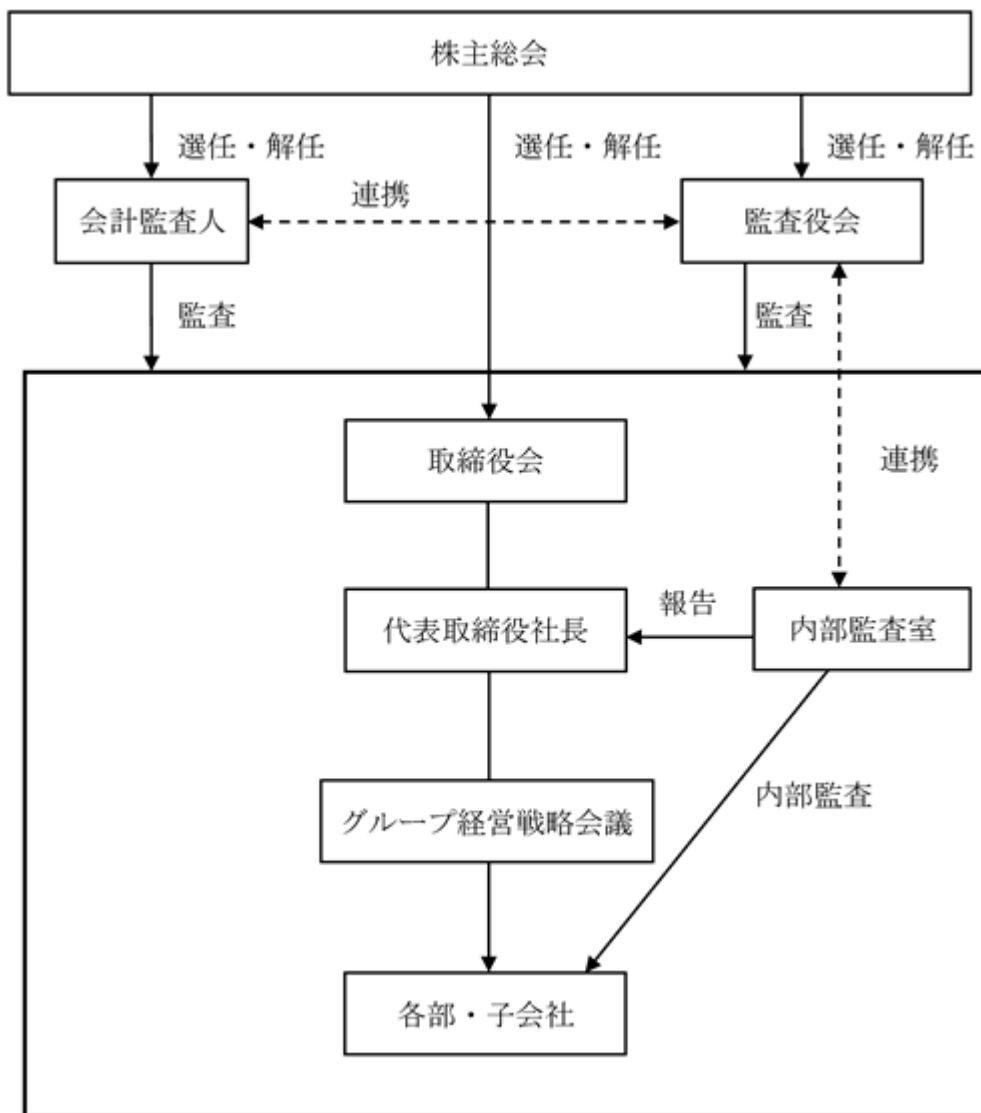 株主総会
選任・解任
選任・解任
選任・解任
会計監査人
連携
監査役会
監査
監査
取締役会
連携
代表取締役社長
報告
内部監査室
グループ経営戦略会議
内部監査
各部・子会社